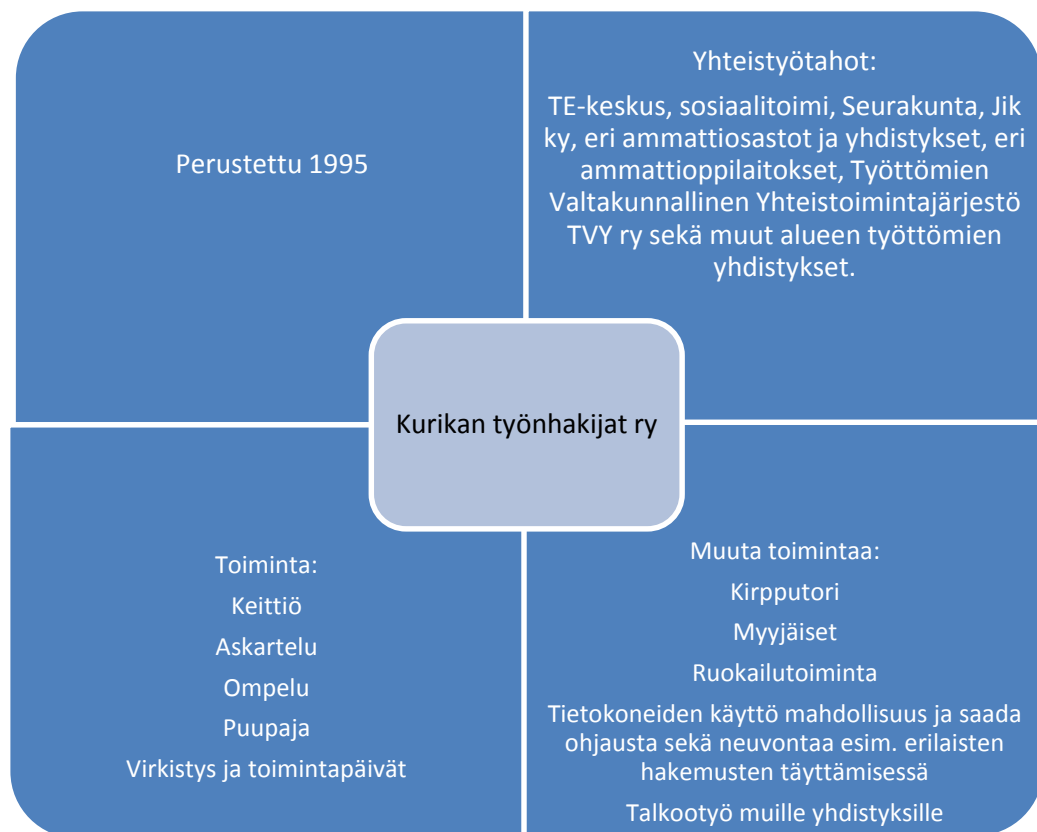 Perustettu 1995
Yhteistyötahot:
TE-keskus, sosiaalitoimi, Seurakunta, Jik
ky, eri ammattiosastot ja yhdistykset, eri
ammattioppilaitokset, Työttömien
Valtakunnallinen Yhteistoimintajärjestö
TVY ry sekä muut alueen työttömien
yhdistykset.
Kurikan työnhakijat ry
Toiminta:
Keittiö
Askartelu
Ompelu
Puupaja
Virkistys ja toimintapäivät
Muuta toimintaa:
Kirpputori
Myyjäiset
Ruokailutoiminta
Tietokoneiden käyttö mahdollisuus ja saada
ohjausta sekä neuvontaa esim. erilaisten
hakemusten täyttämisessä
Talkootyö muille yhdistyksille